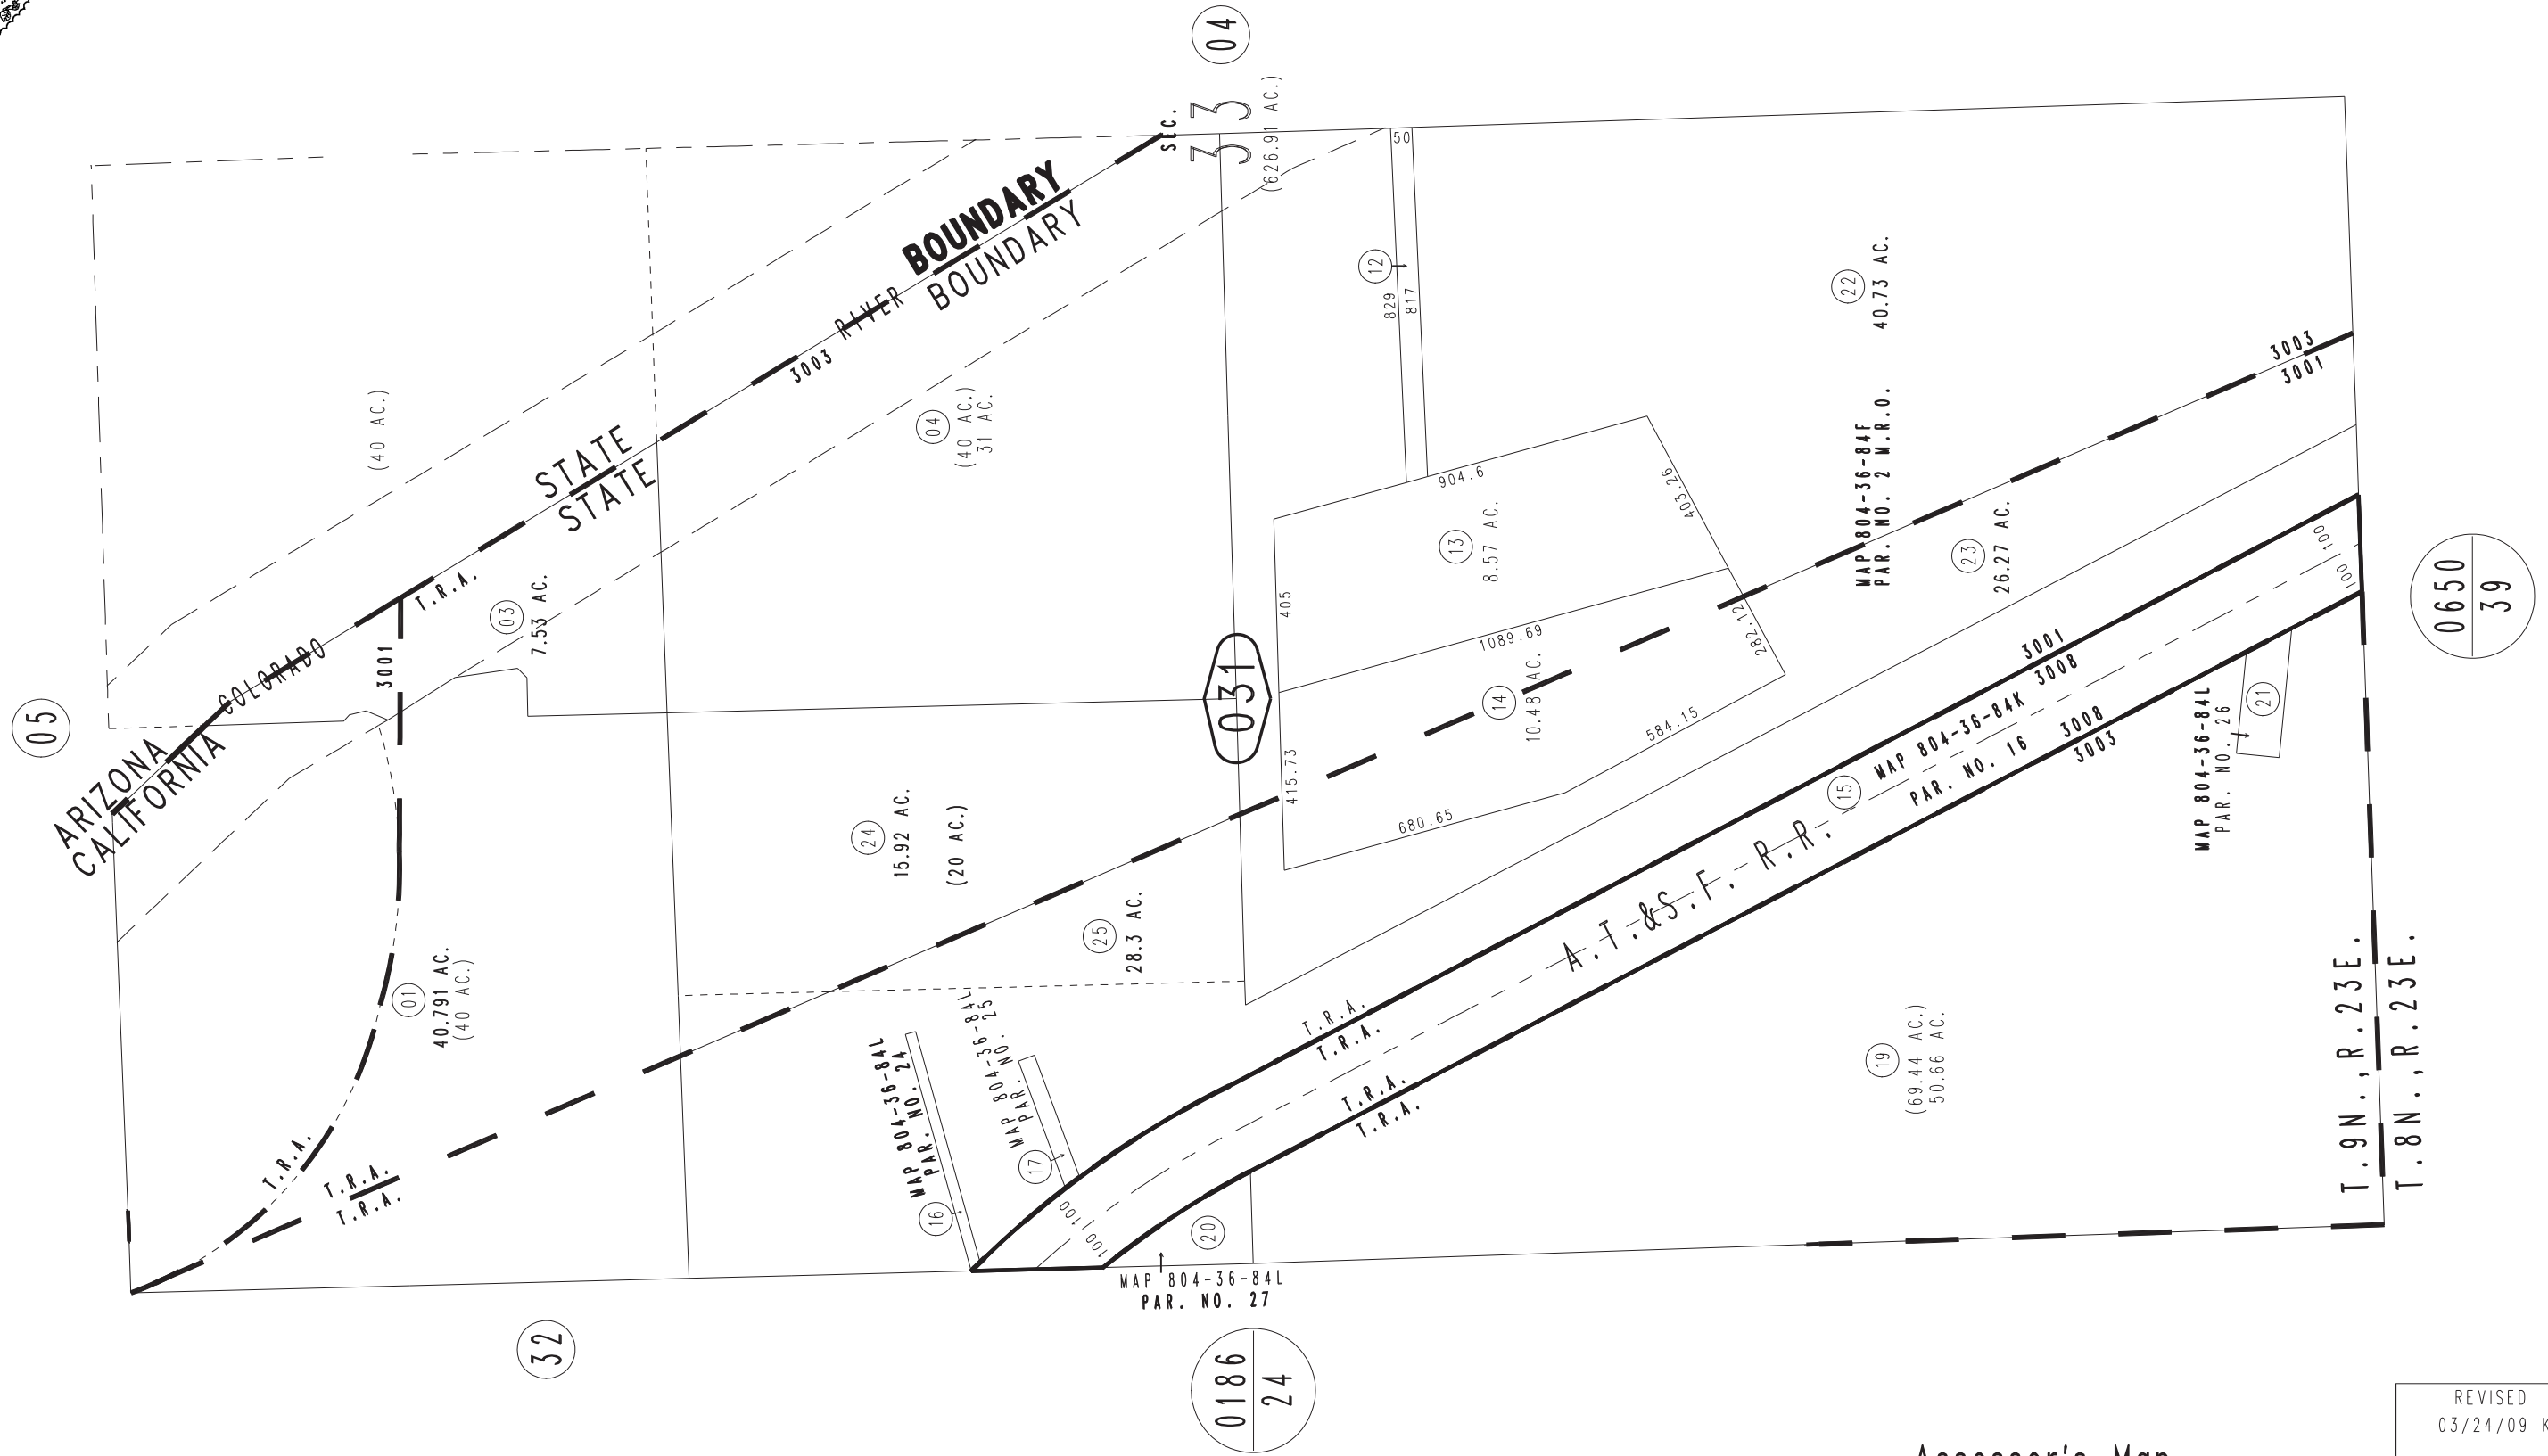 05
04
ARIZONA
CALIFORNIA
COLORADO
RIVER
STATE
STATE
BOUNDARY
BOUNDARY
SEC.
33
(626.91 AC.)
(40 AC.)
3003
T.R.A.
3001
03
7.53 AC.
04
(40 AC.)
31 AC.
50
12
829
817
22
40.73 AC.
MAP 804-36-84F
PAR. NO. 2 M.R.O.
3003
3001
904.6
403.26
13
8.57 AC.
405
1089.69
282.12
14
10.48 AC.
415.73
584.15
680.65
031
23
26.27 AC.
24
15.92 AC.
(20 AC.)
25
28.3 AC.
01
40.791 AC.
(40 AC.)
T.R.A.
T.R.A.
T.R.A.
MAP 804-36-84L
PAR. NO. 24
16
MAP 804-36-84L
PAR. NO. 25
17
100
100
T.R.A.
T.R.A.
T.R.A.
T.R.A.
A.T.&S.F. R.R.
15
MAP 804-36-84K
PAR. NO. 16
3001
3008
3008
3003
100
100
MAP 804-36-84L
PAR. NO. 26
21
19
(69.44 AC.)
50.66 AC.
20
MAP 804-36-84L
PAR. NO. 27
T.9N.,R.23E.
T.8N.,R.23E.
0650
39
32
0186
24
REVISED
03/24/09 K
Assessor's Map